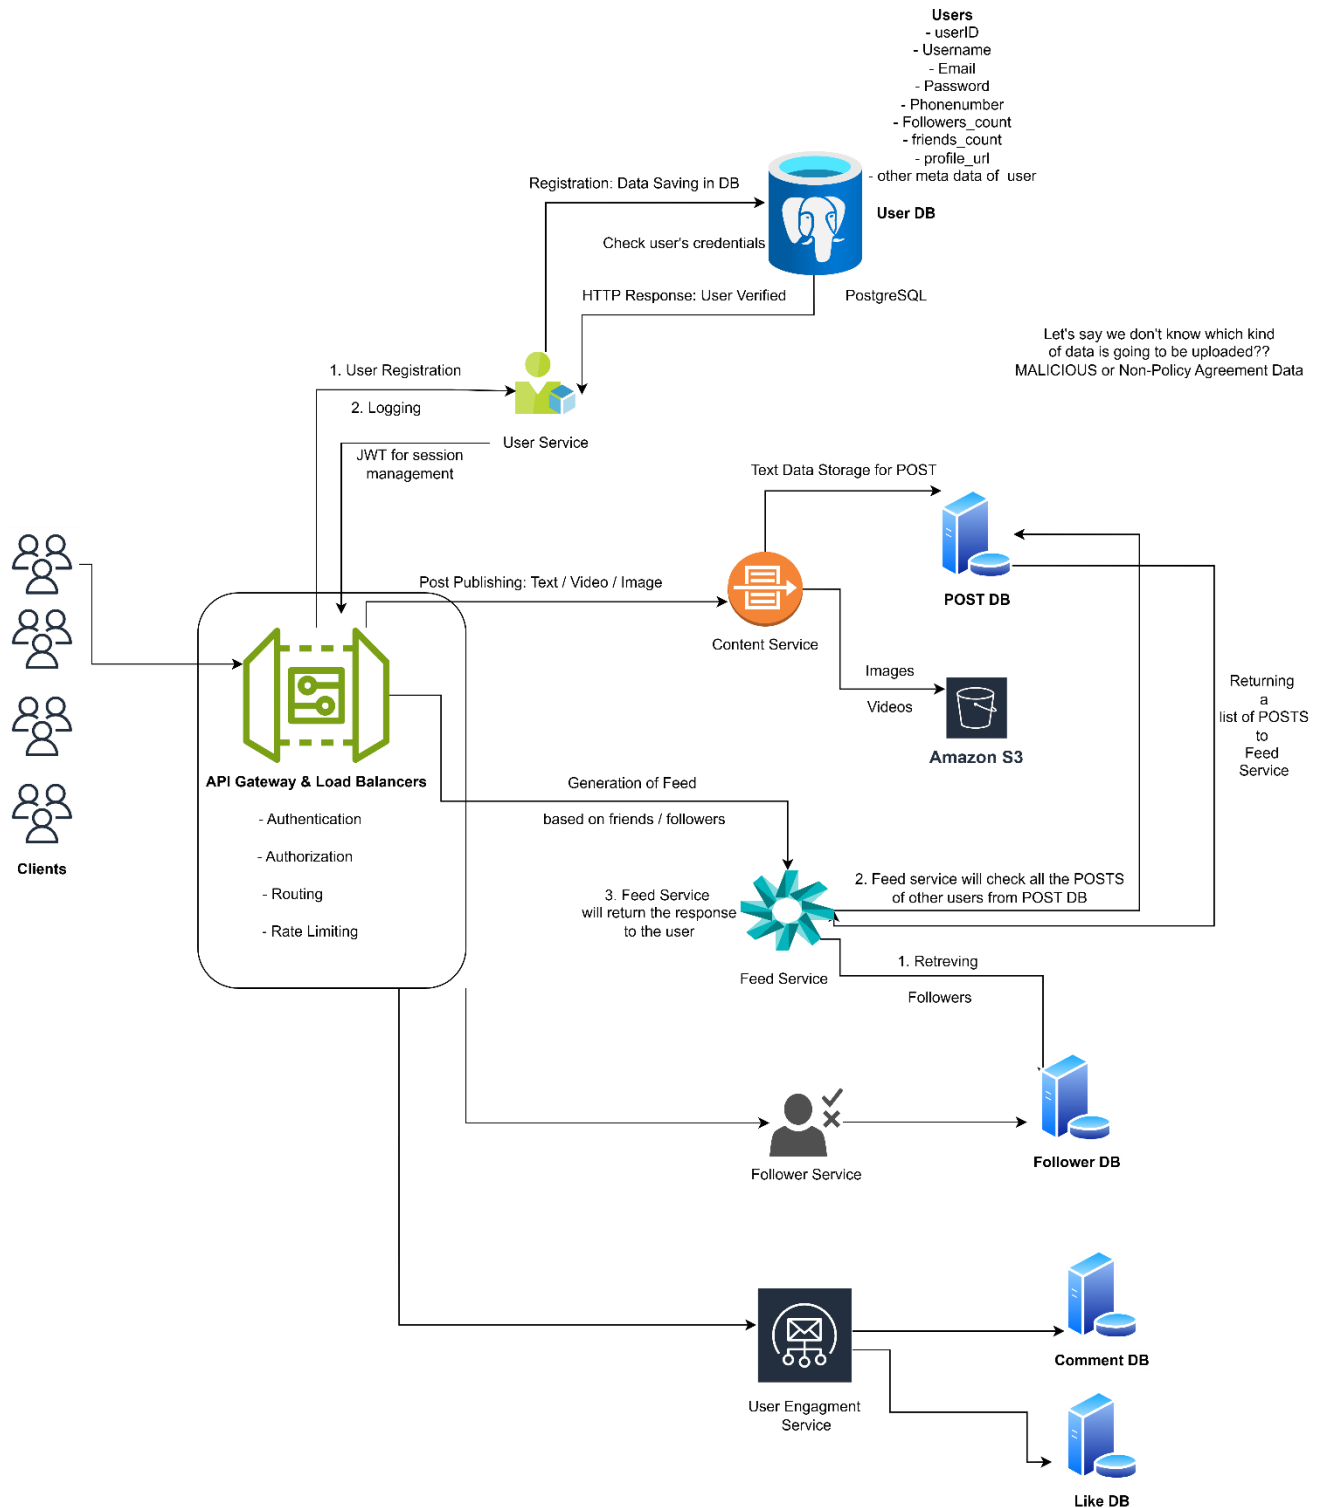 Users
- userID
- Username
- Email
- Password
- Phonenumber
- Followers_count
- friends_count
- profile_url
- other meta data of user
User DB
Registration: Data Saving in DB
Check user's credentials
HTTP Response: User Verified
PostgreSQL
Let's say we don't know which kind
of data is going to be uploaded??
MALICIOUS or Non-Policy Agreement Data
1. User Registration
2. Logging
User Service
JWT for session
management
Text Data Storage for POST
POST DB
Post Publishing: Text / Video / Image
Content Service
Images
Videos
Amazon S3
Returning
a
list of POSTS
to
Feed
Service
API Gateway & Load Balancers
- Authentication
- Authorization
- Routing
- Rate Limiting
Clients
Generation of Feed
based on friends / followers
3. Feed Service
will return the response
to the user
2. Feed service will check all the POSTS
of other users from POST DB
Feed Service
1. Retreving
Followers
Follower Service
Follower DB
User Engagment
Service
Comment DB
Like DB